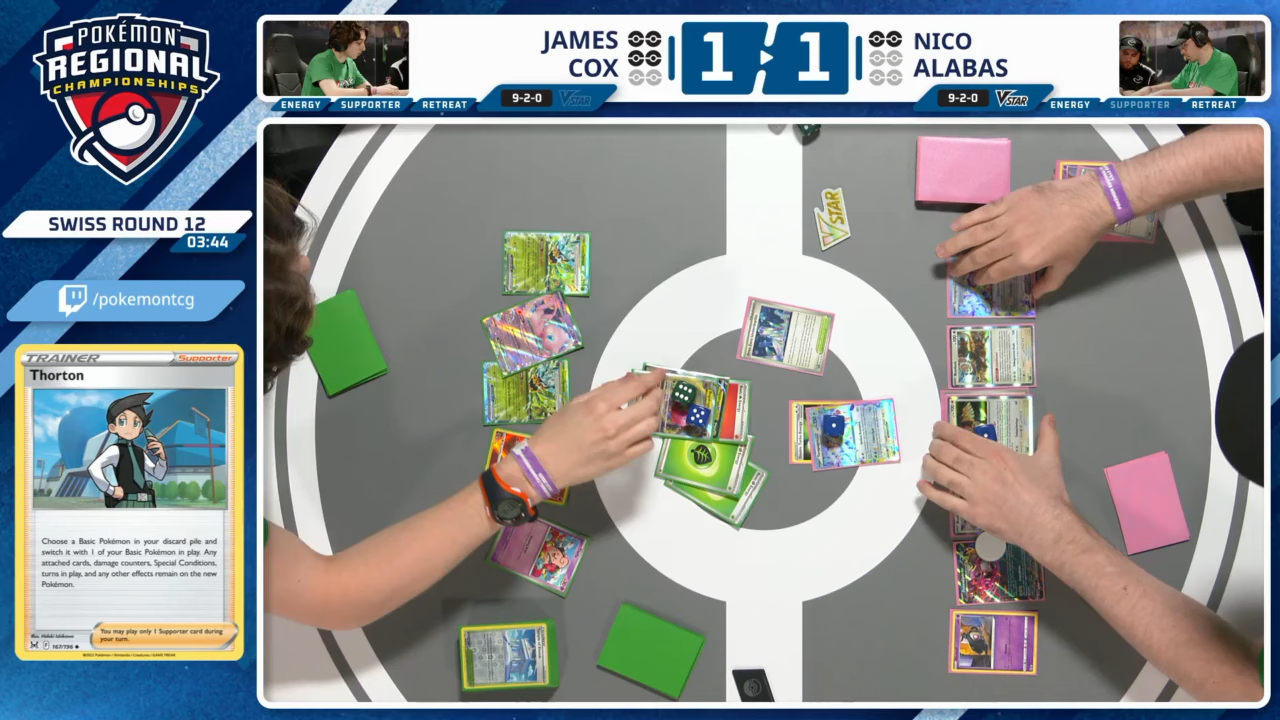 POKÉMON
REGIONAL
CHAMPIONSHIPS
JAMES
COX
1
1
NICO
ALABAS
9-2-0
VSTAR
9-2-0
VSTAR
ENERGY
SUPPORTER
RETREAT
ENERGY
SUPPORTER
RETREAT
SWISS ROUND 12
03:44
/pokemontcg
VSTAR
TRAINER
Supporter
Thorton
Choose a Basic Pokémon in your discard pile and
switch it with 1 of your Basic Pokémon in play. Any
attached cards, damage counters, Special Conditions,
turns in play, and any other effects remain on the new
Pokémon.
You may play only 1 Supporter card during
your turn.
167/196